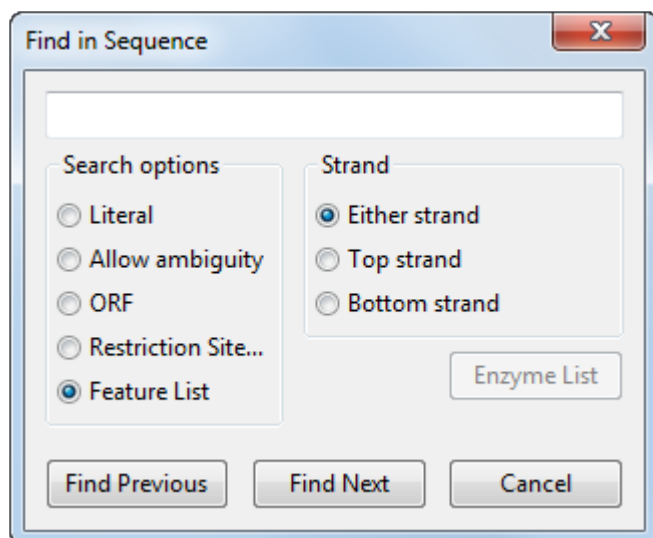 Find in Sequence
Search options
Literal
Allow ambiguity
ORF
Restriction Site...
Feature List
Strand
Either strand
Top strand
Bottom strand
Enzyme List
Find Previous Find Next Cancel